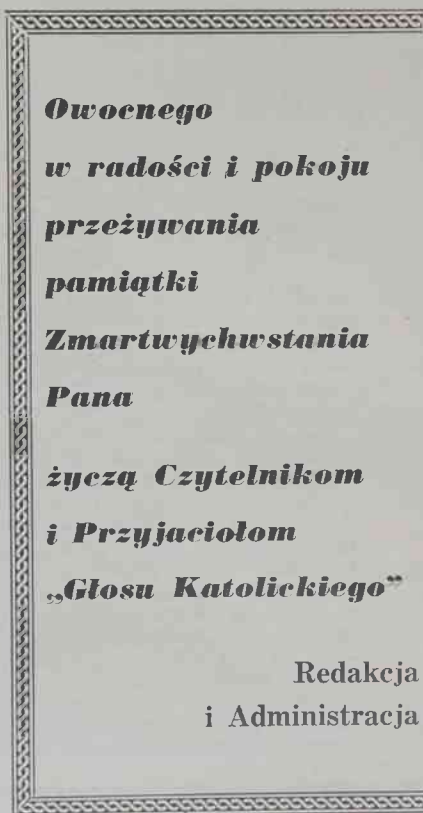 Owocnego
w radości i pokoju
przeżywania
pamiątki
Zmartwychwstania
Pana
życzą Czytelnikom
i Przyjaciołom
„Głosu Katolickiego”
Redakcja
i Administracja